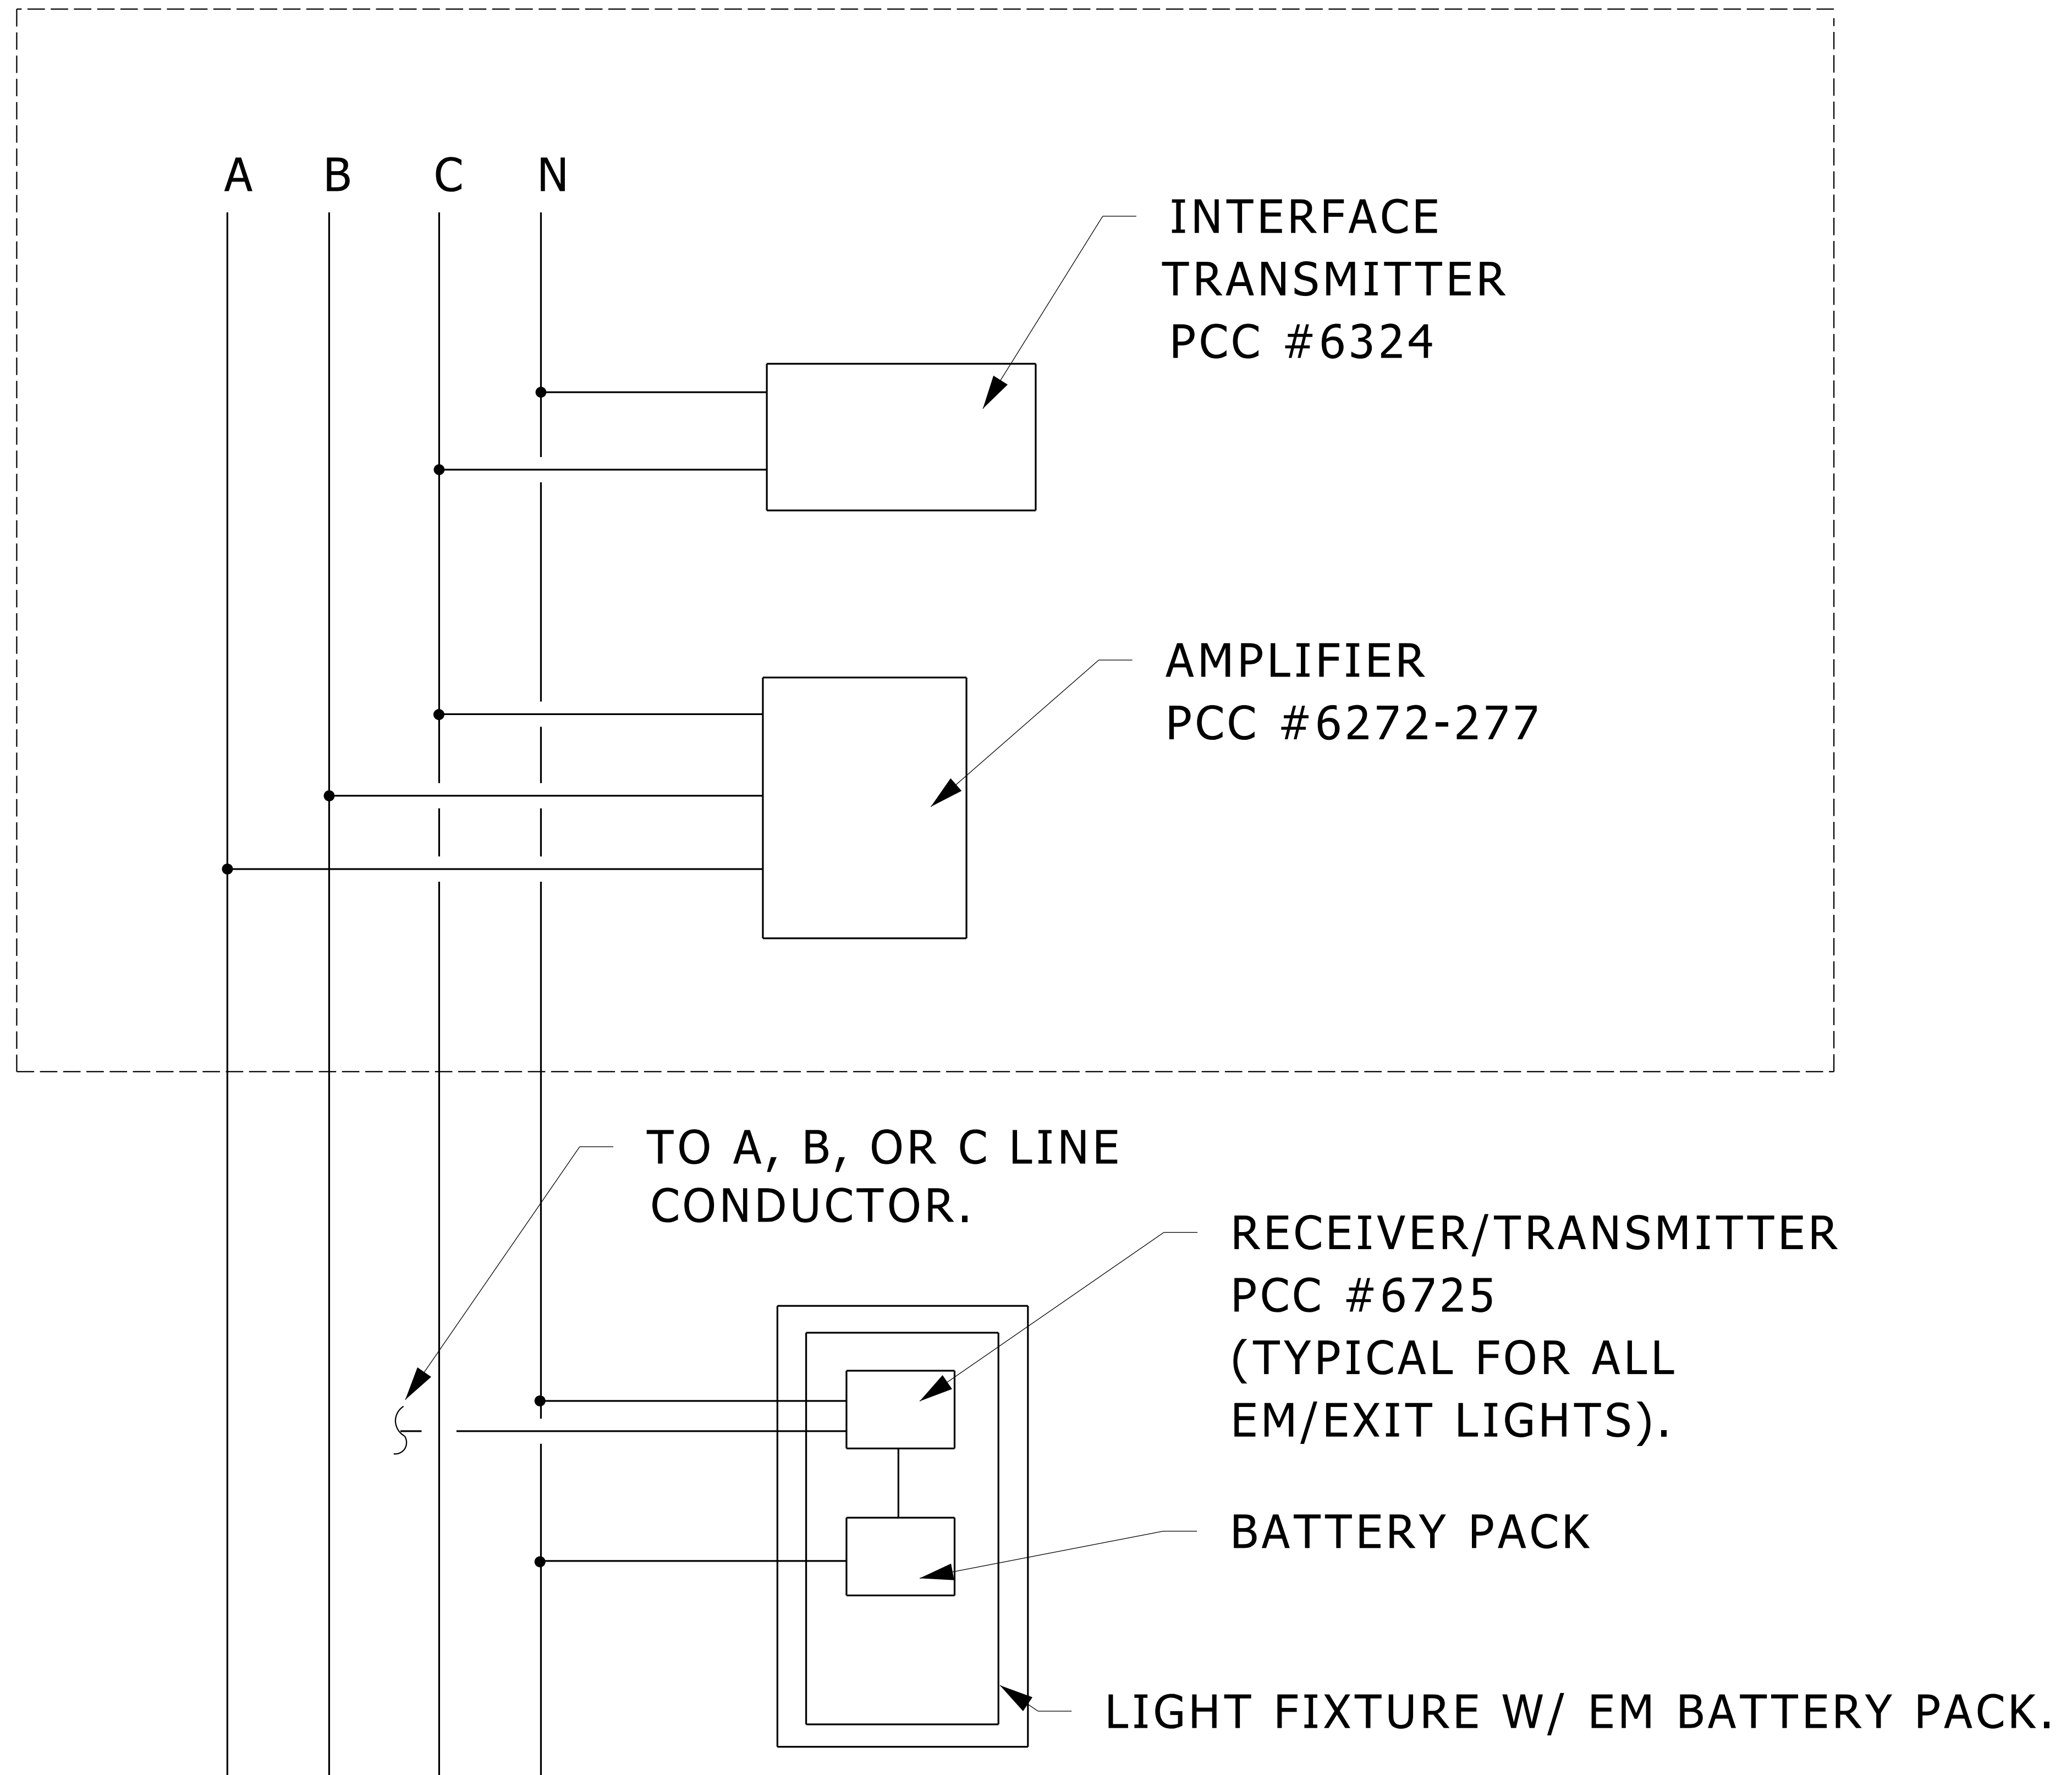 A B C N
INTERFACE
TRANSMITTER
PCC #6324
AMPLIFIER
PCC #6272-277
TO A, B, OR C LINE
CONDUCTOR.
RECEIVER/TRANSMITTER
PCC #6725
(TYPICAL FOR ALL
EM/EXIT LIGHTS).
BATTERY PACK
LIGHT FIXTURE W/ EM BATTERY PACK.